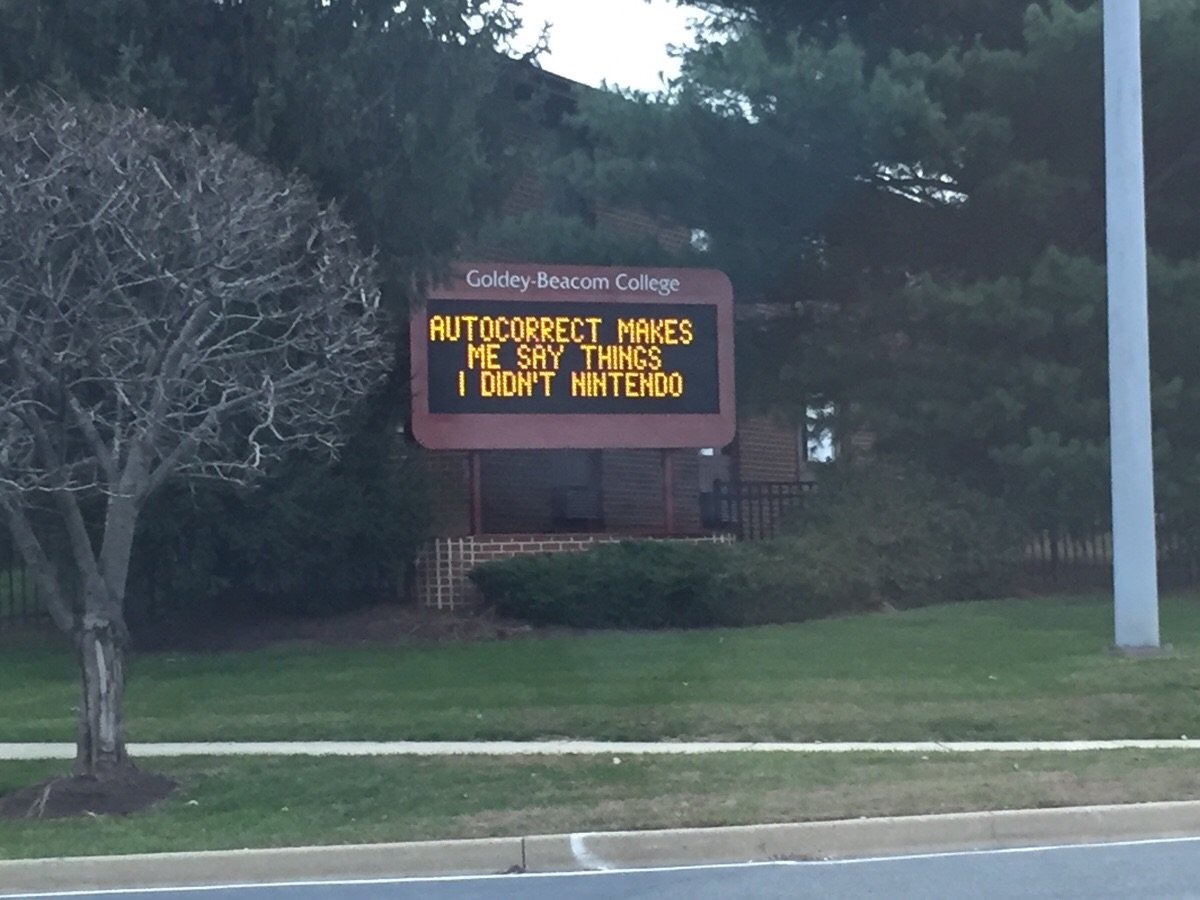 Goldey-Beacom College
AUTOCORRECT MAKES
ME SAY THINGS
I DIDN'T NINTENDO